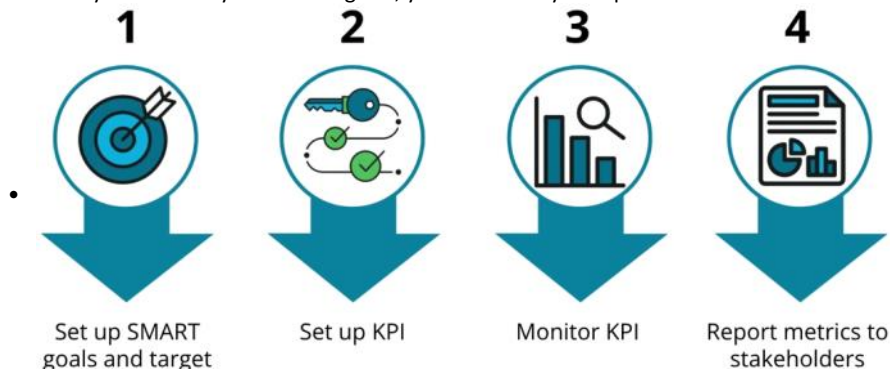 1
2
3
4
Set up SMART
goals and target
Set up KPI
Monitor KPI
Report metrics to
stakeholders